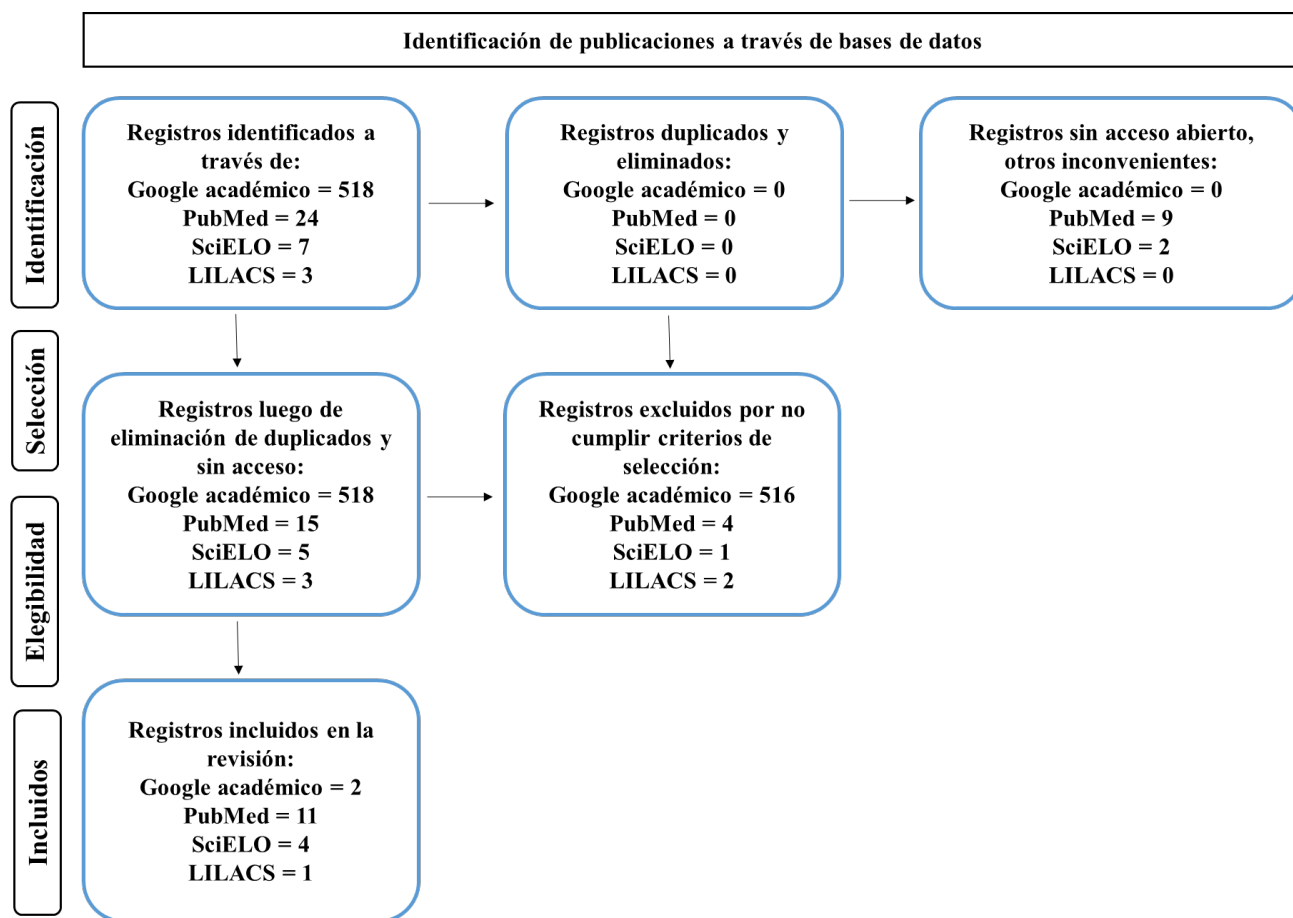 Identificación de publicaciones a través de bases de datos
Identificación
Registros identificados a
través de:
Google académico = 518
PubMed = 24
SciELO = 7
LILACS = 3
Registros duplicados y
eliminados:
Google académico = 0
PubMed = 0
SciELO = 0
LILACS = 0
Registros sin acceso abierto,
otros inconvenientes:
Google académico = 0
PubMed = 9
SciELO = 2
LILACS = 0
Selección
Registros luego de
eliminación de duplicados y
sin acceso:
Google académico = 518
PubMed = 15
SciELO = 5
LILACS = 3
Registros excluidos por no
cumplir criterios de
selección:
Google académico = 516
PubMed = 4
SciELO = 1
LILACS = 2
Elegibilidad
Incluidos
Registros incluidos en la
revisión:
Google académico = 2
PubMed = 11
SciELO = 4
LILACS = 1